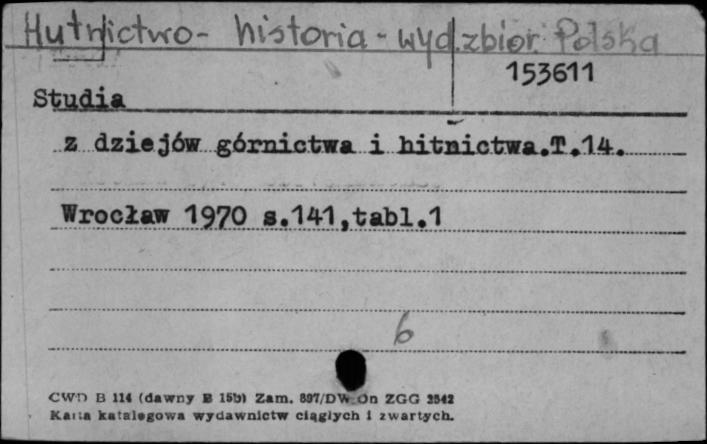 Hutnictwo - historia - wyd. zbior. Polska
153611
Studia
z dziejów górnictwa i hitnictwa.T.14.
Wrocław 1970 s.141,tabl.1
6
CWD B 114 (dawny B 15b) Zam. 897/DW-On ZGG 3542
Karta katalogowa wydawnictw ciągłych i zwartych.